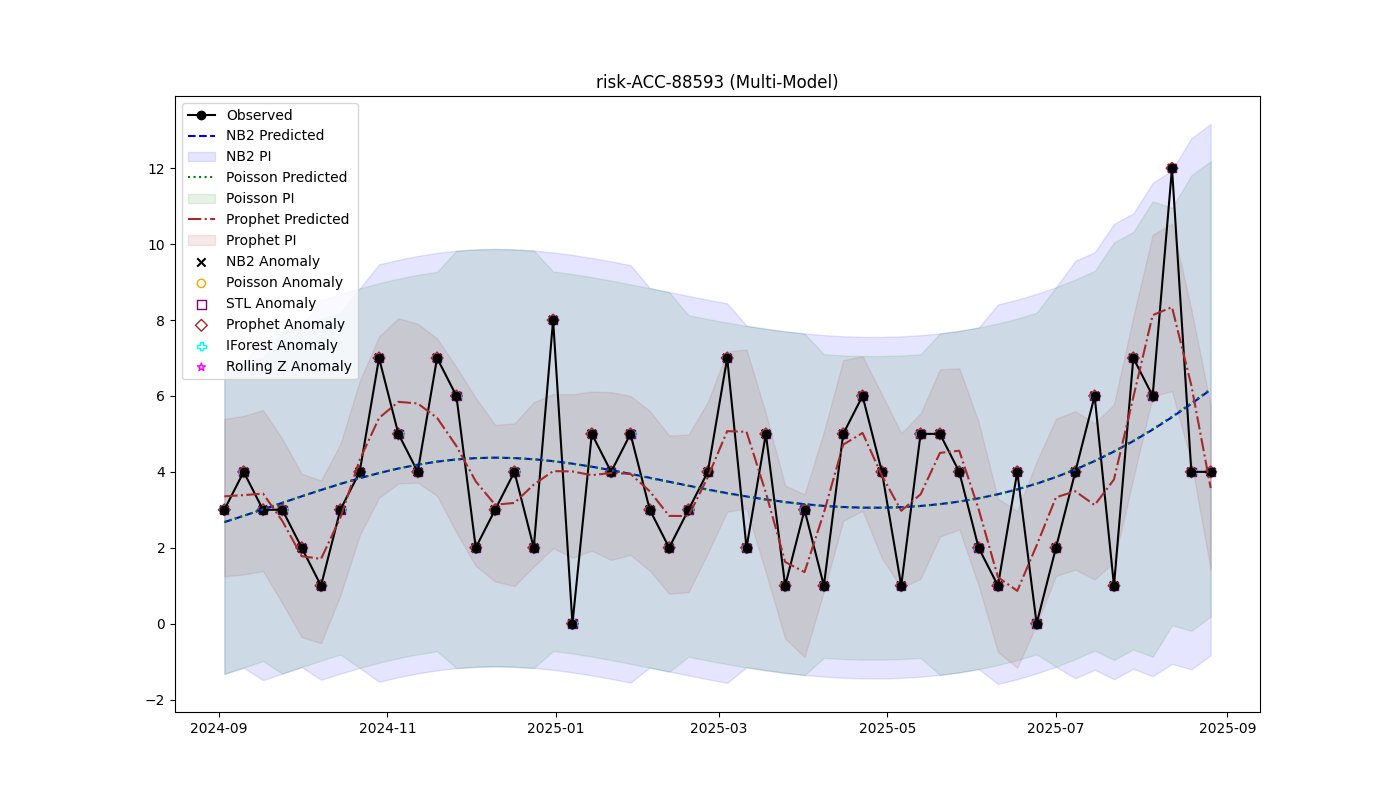 risk-ACC-88593 (Multi-Model)
Observed
NB2 Predicted
NB2 PI
Poisson Predicted
Poisson PI
Prophet Predicted
Prophet PI
NB2 Anomaly
Poisson Anomaly
STL Anomaly
Prophet Anomaly
IForest Anomaly
Rolling Z Anomaly
12
10
8
6
4
2
0
−2
2024-09 2024-11 2025-01 2025-03 2025-05 2025-07 2025-09